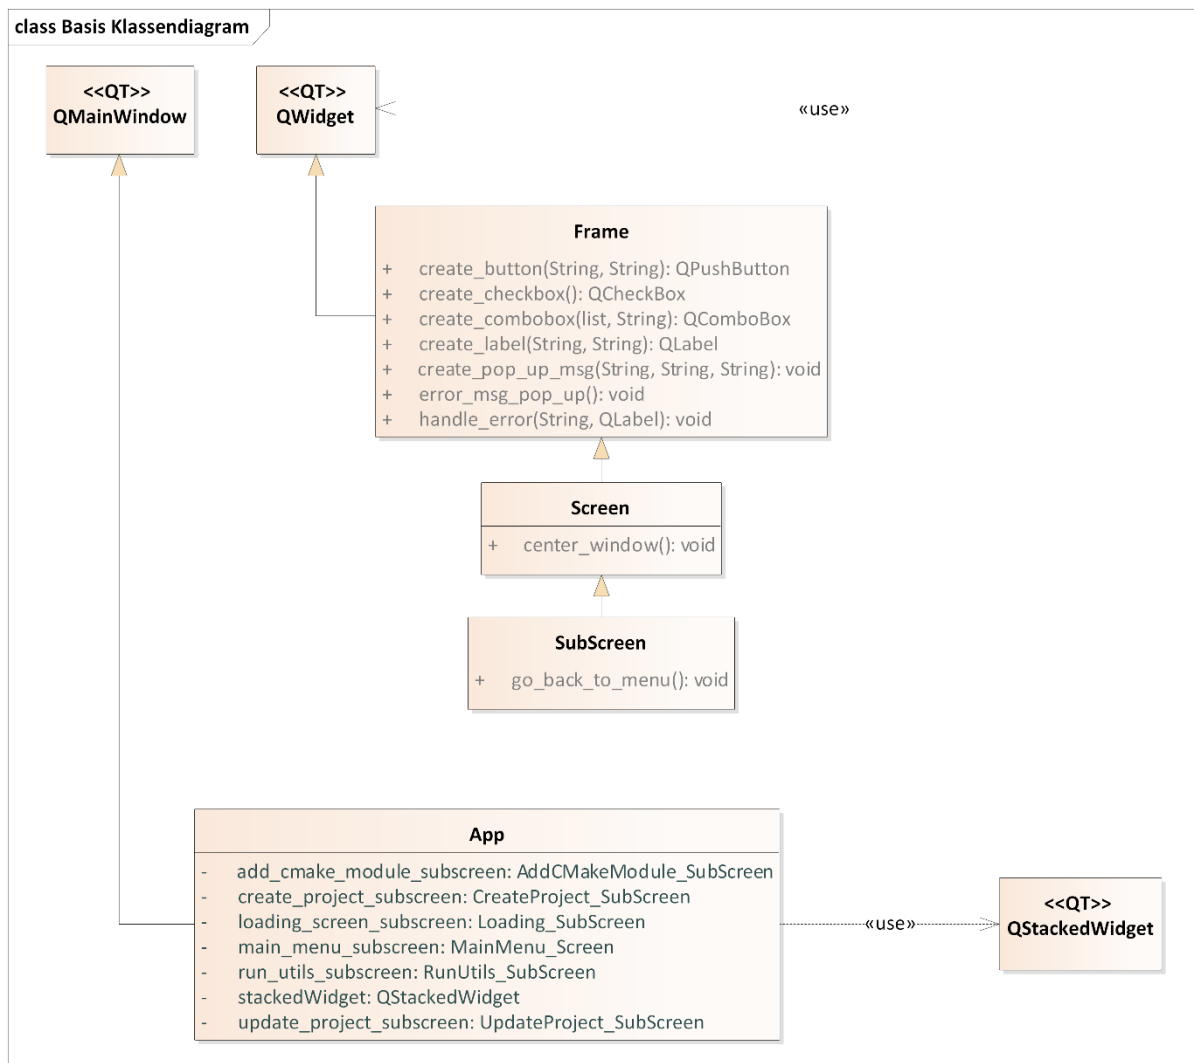 class Basis Klassendiagram
<<QT>>
QMainWindow
<<QT>>
QWidget
«use»
Frame
+ create_button(String, String): QPushButton
+ create_checkbox(): QCheckBox
+ create_combobox(list, String): QComboBox
+ create_label(String, String): QLabel
+ create_pop_up_msg(String, String, String): void
+ error_msg_pop_up(): void
+ handle_error(String, QLabel): void
Screen
+ center_window(): void
SubScreen
+ go_back_to_menu(): void
App
- add_cmake_module_subscreen: AddCMakeModule_SubScreen
- create_project_subscreen: CreateProject_SubScreen
- loading_screen_subscreen: Loading_SubScreen
- main_menu_subscreen: MainMenu_Screen
- run_utils_subscreen: RunUtils_SubScreen
- stackedWidget: QStackedWidget
- update_project_subscreen: UpdateProject_SubScreen
«use»
<<QT>>
QStackedWidget